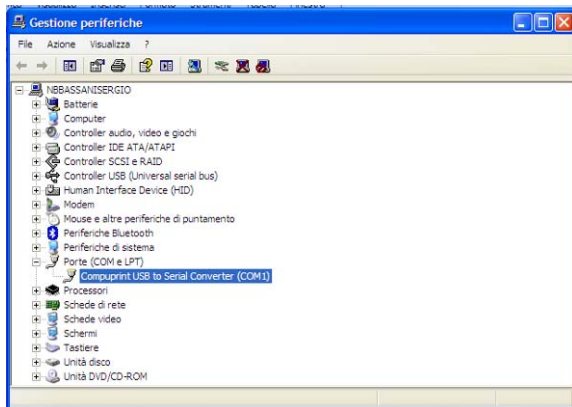 Gestione periferiche
File Azione Visualizza ?
NBBASSANISERGIO
Batterie
Computer
Controller audio, video e giochi
Controller IDE ATA/ATAPI
Controller SCSI e RAID
Controller USB (Universal serial bus)
Human Interface Device (HID)
Modem
Mouse e altre periferiche di puntamento
Periferiche Bluetooth
Periferiche di sistema
Porte (COM e LPT)
Compuprint USB to Serial Converter (COM1)
Processori
Schede di rete
Schede video
Schermi
Tastiere
Unità disco
Unità DVD/CD-ROM